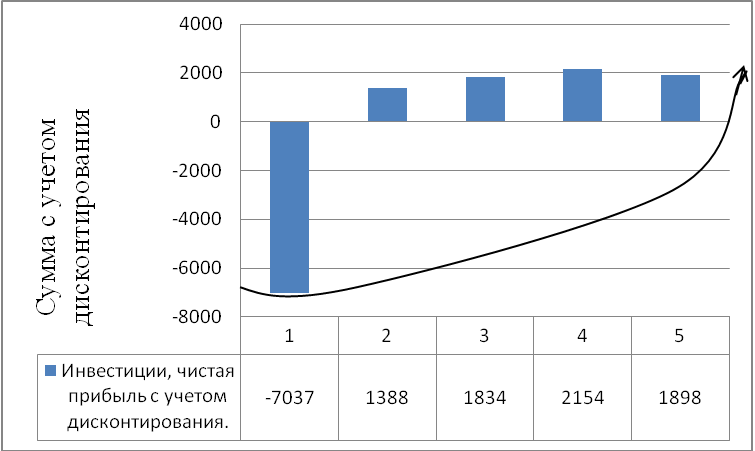 Сумма с учетом
дисконтирования
4000
2000
0
-2000
-4000
-6000
-8000
1 2 3 4 5
Инвестиции, чистая
прибыль с учетом
дисконтирования.
-7037 1388 1834 2154 1898